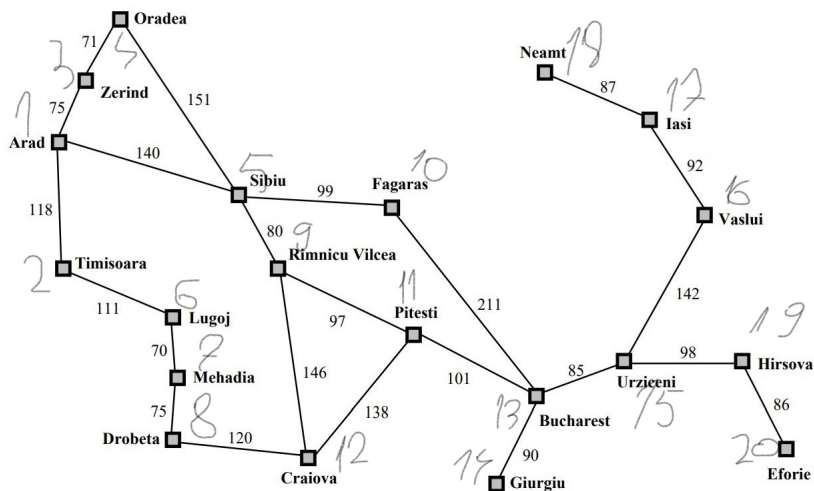 Oradea
71
4
3
Zerind
75
1
Arad
151
140
118
5
Sibiu
99
10
Fagaras
80
9
Rimnicu Vilcea
2
Timisoara
111
6
Lugoj
70
7
Mehadia
75
8
Drobeta
120
146
97
11
Pitesti
211
101
138
12
Craiova
13
Bucharest
90
14
Giurgiu
85
Urziceni
15
98
19
Hirsova
86
20
Eforie
142
16
Vaslui
92
17
Iasi
87
18
Neamt